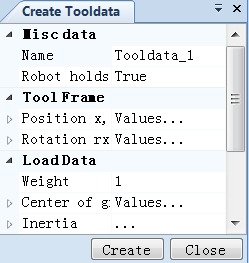 Create Tooldata
Misc data
Name Tooldata_1
Robot holds True
Tool Frame
Position x, Values...
Rotation rx Values...
Load Data
Weight 1
Center of g Values...
Inertia ...
Create Close